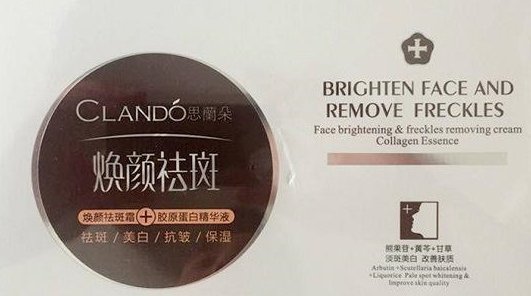 CLANDÓ思蘭朵
焕颜祛斑
焕颜祛斑霜+胶原蛋白精华液
祛斑/美白/抗皱/保湿
BRIGHTEN FACE AND
REMOVE FRECKLES
Face brightening & freckles removing cream
Collagen Essence
熊果苷+黄芩+甘草
淡斑美白 改善肤质
Arbutin +Scutellaria baicalensis
+Liquorice Pale spot whitening &
Improve skin quality